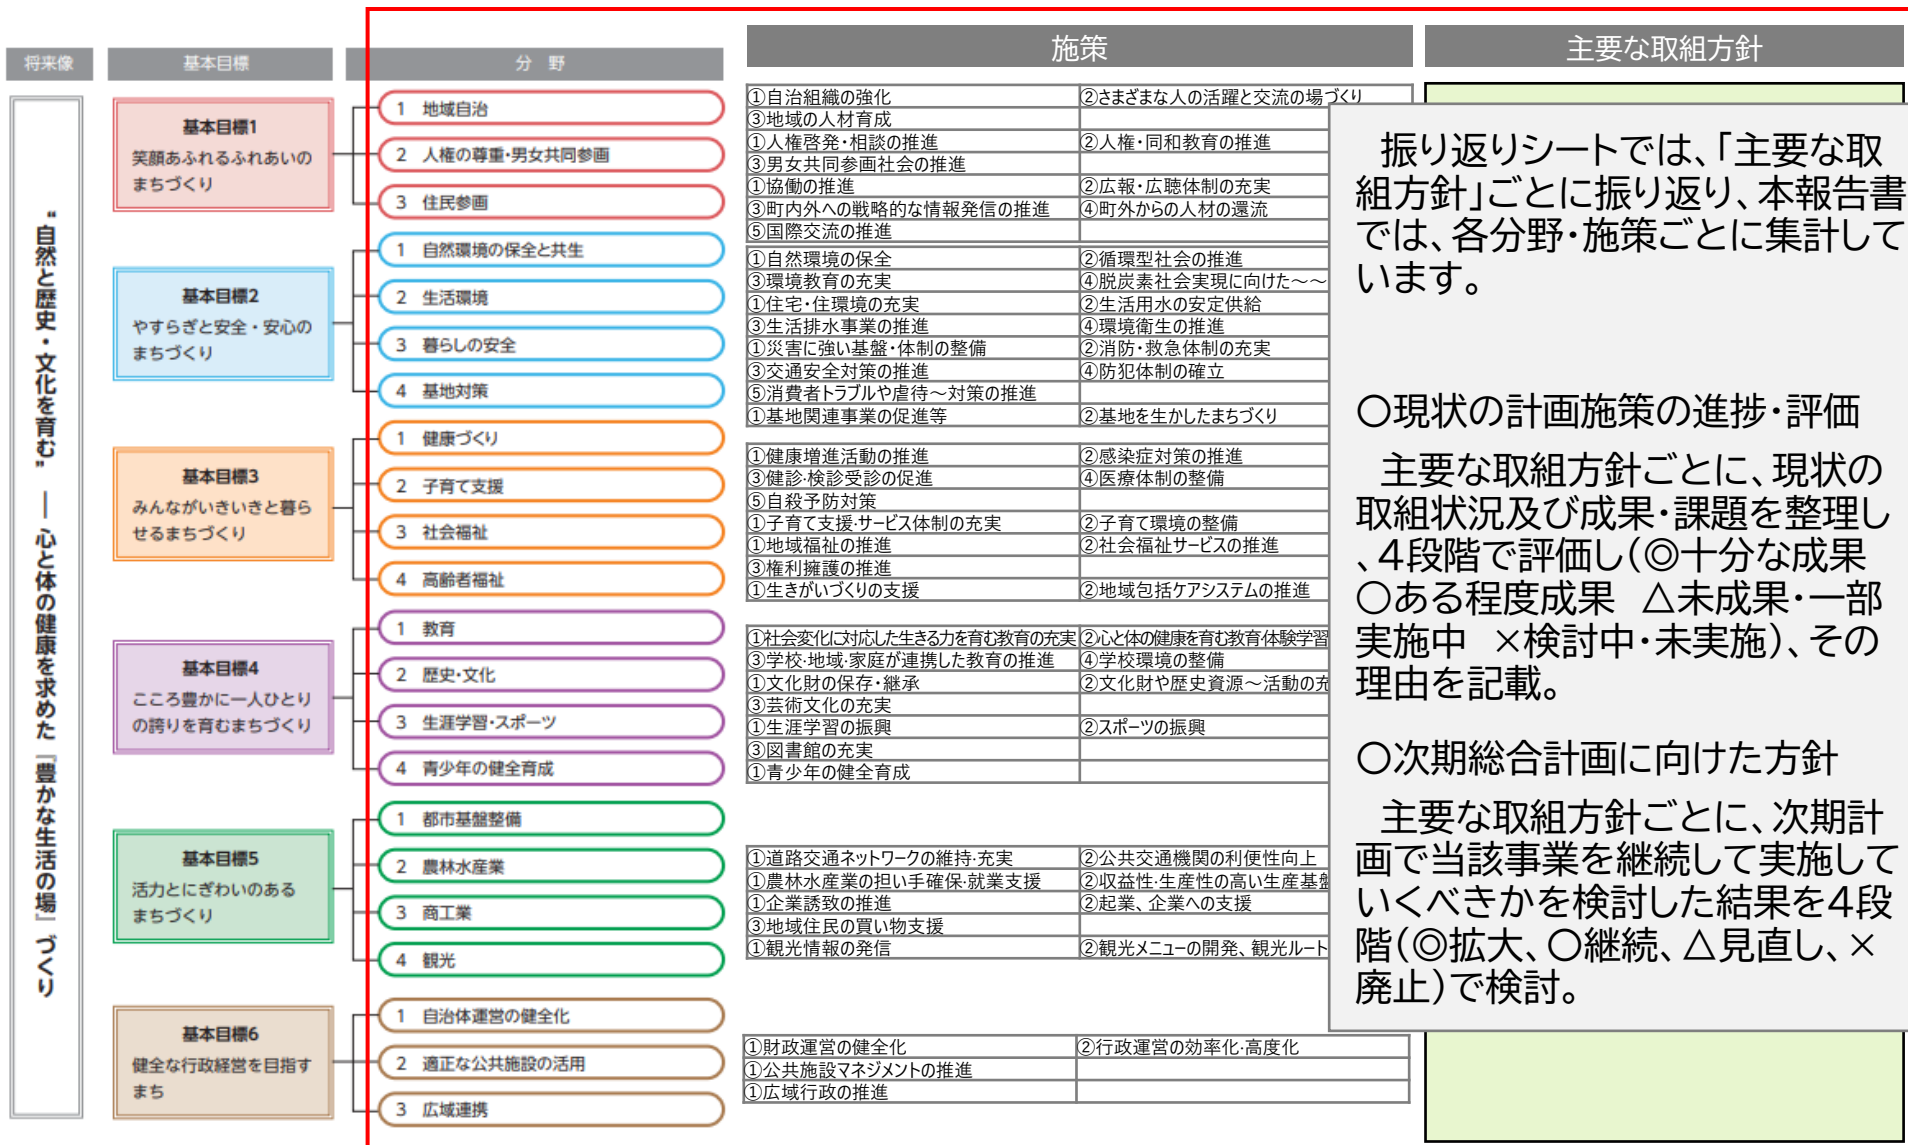 将来像
基本目標
分　野
施策
主要な取組方針
“自然と歴史・文化を育む” ― 心と体の健康を求めた『豊かな生活の場』づくり
基本目標1
笑顔あふれるふれあいの
まちづくり
1　地域自治
2　人権の尊重・男女共同参画
3　住民参画
①自治組織の強化　②さまざまな人の活躍と交流の場づくり
③地域の人材育成
①人権啓発・相談の推進　②人権・同和教育の推進
③男女共同参画社会の推進
①協働の推進　②広報・広聴体制の充実
③町内外への戦略的な情報発信の推進　④町外からの人材の還流
⑤国際交流の推進
基本目標2
やすらぎと安全・安心の
まちづくり
1　自然環境の保全と共生
2　生活環境
3　暮らしの安全
4　基地対策
①自然環境の保全　②循環型社会の推進
③環境教育の充実　④脱炭素社会実現に向けた～～
①住宅・住環境の充実　②生活用水の安定供給
③生活排水事業の推進　④環境衛生の推進
①災害に強い基盤・体制の整備　②消防・救急体制の充実
③交通安全対策の推進　④防犯体制の確立
⑤消費者トラブルや虐待～対策の推進
①基地関連事業の促進等　②基地を生かしたまちづくり
基本目標3
みんながいきいきと暮ら
せるまちづくり
1　健康づくり
2　子育て支援
3　社会福祉
4　高齢者福祉
①健康増進活動の推進　②感染症対策の推進
③健診・検診受診の促進　④医療体制の整備
⑤自殺予防対策
①子育て支援・サービス体制の充実　②子育て環境の整備
①地域福祉の推進　②社会福祉サービスの推進
③権利擁護の推進
①生きがいづくりの支援　②地域包括ケアシステムの推進
基本目標4
こころ豊かに一人ひとり
の誇りを育むまちづくり
1　教育
2　歴史・文化
3　生涯学習・スポーツ
4　青少年の健全育成
①社会変化に対応した生きる力を育む教育の充実　②心と体の健康を育む教育・体験学習
③学校・地域・家庭が連携した教育の推進　④学校環境の整備
①文化財の保存・継承　②文化財や歴史資源～活動の充
③芸術文化の充実
①生涯学習の振興　②スポーツの振興
③図書館の充実
①青少年の健全育成
基本目標5
活力とにぎわいのある
まちづくり
1　都市基盤整備
2　農林水産業
3　商工業
4　観光
①道路交通ネットワークの維持・充実　②公共交通機関の利便性向上
①農林水産業の担い手確保・就業支援　②収益性・生産性の高い生産基盤
①企業誘致の推進　②起業、企業への支援
③地域住民の買い物支援
①観光情報の発信　②観光メニューの開発、観光ルート
基本目標6
健全な行政経営を目指す
まち
1　自治体運営の健全化
2　適正な公共施設の活用
3　広域連携
①財政運営の健全化　②行政運営の効率化・高度化
①公共施設マネジメントの推進
①広域行政の推進
振り返りシートでは、「主要な取
組方針」ごとに振り返り、本報告書
では、各分野・施策ごとに集計して
います。
〇現状の計画施策の進捗・評価
主要な取組方針ごとに、現状の
取組状況及び成果・課題を整理し
、４段階で評価し（◎十分な成果
〇ある程度成果　△未成果・一部
実施中　×検討中・未実施）、その
理由を記載。
〇次期総合計画に向けた方針
主要な取組方針ごとに、次期計
画で当該事業を継続して実施して
いくべきかを検討した結果を４段
階（◎拡大、〇継続、△見直し、×
廃止）で検討。